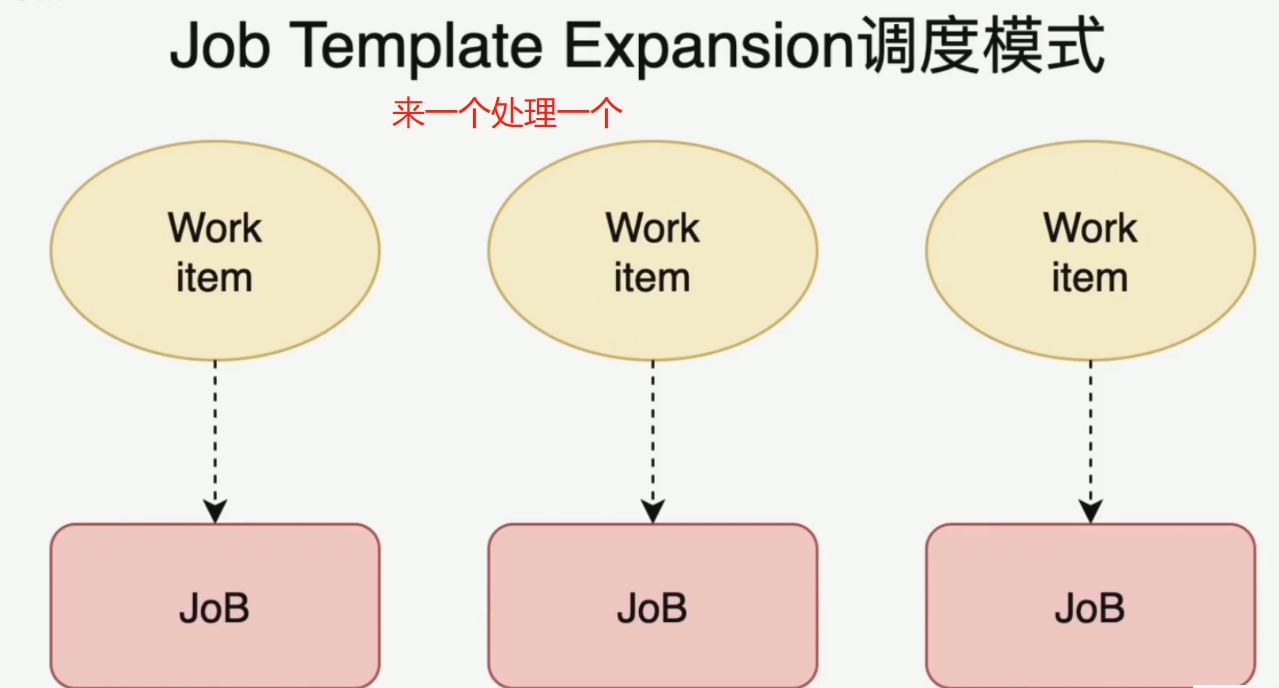 Job Template Expansion调度模式
来一个处理一个
Work
item
Work
item
Work
item
JoB
JoB
JoB